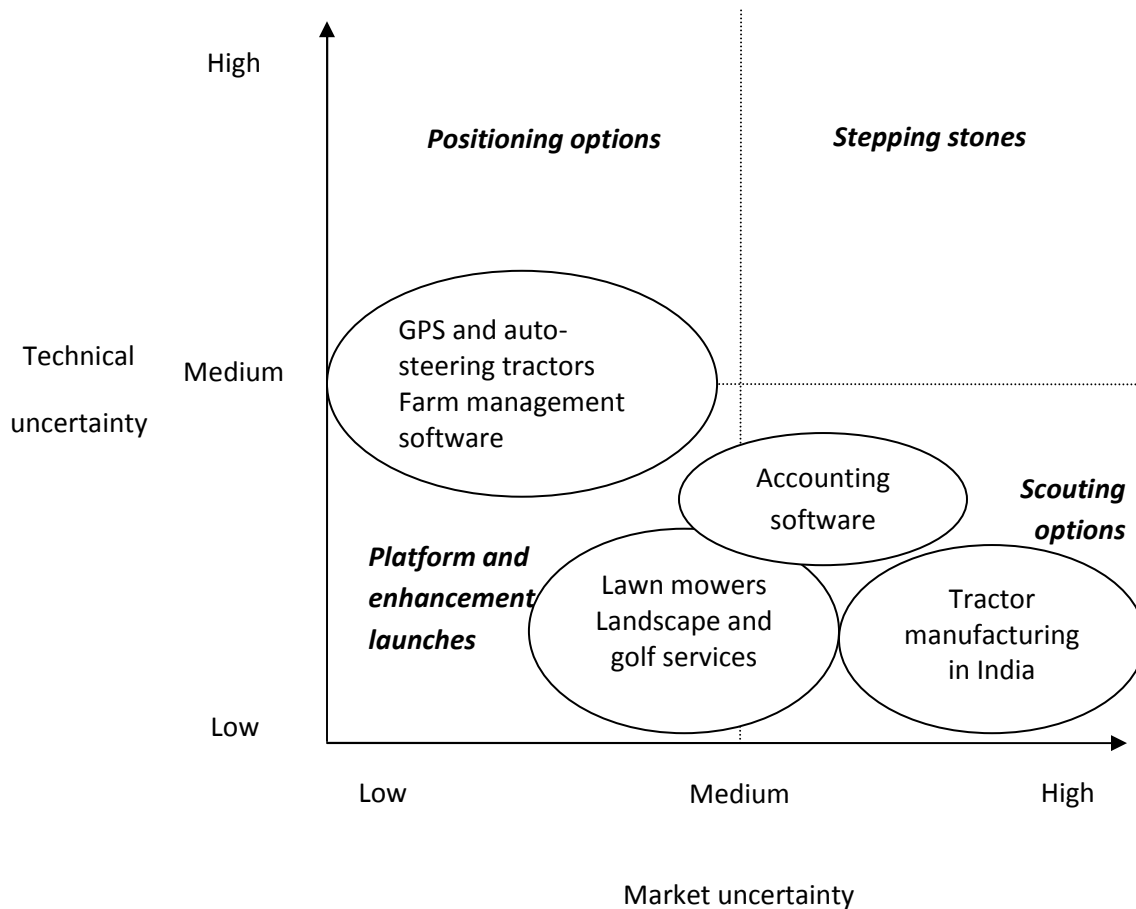 High
Positioning options
Stepping stones
GPS and auto-
steering tractors
Farm management
software
Technical
uncertainty
Medium
Accounting
software
Scouting
options
Platform and
enhancement
launches
Lawn mowers
Landscape and
golf services
Tractor
manufacturing
in India
Low
Low
Medium
High
Market uncertainty